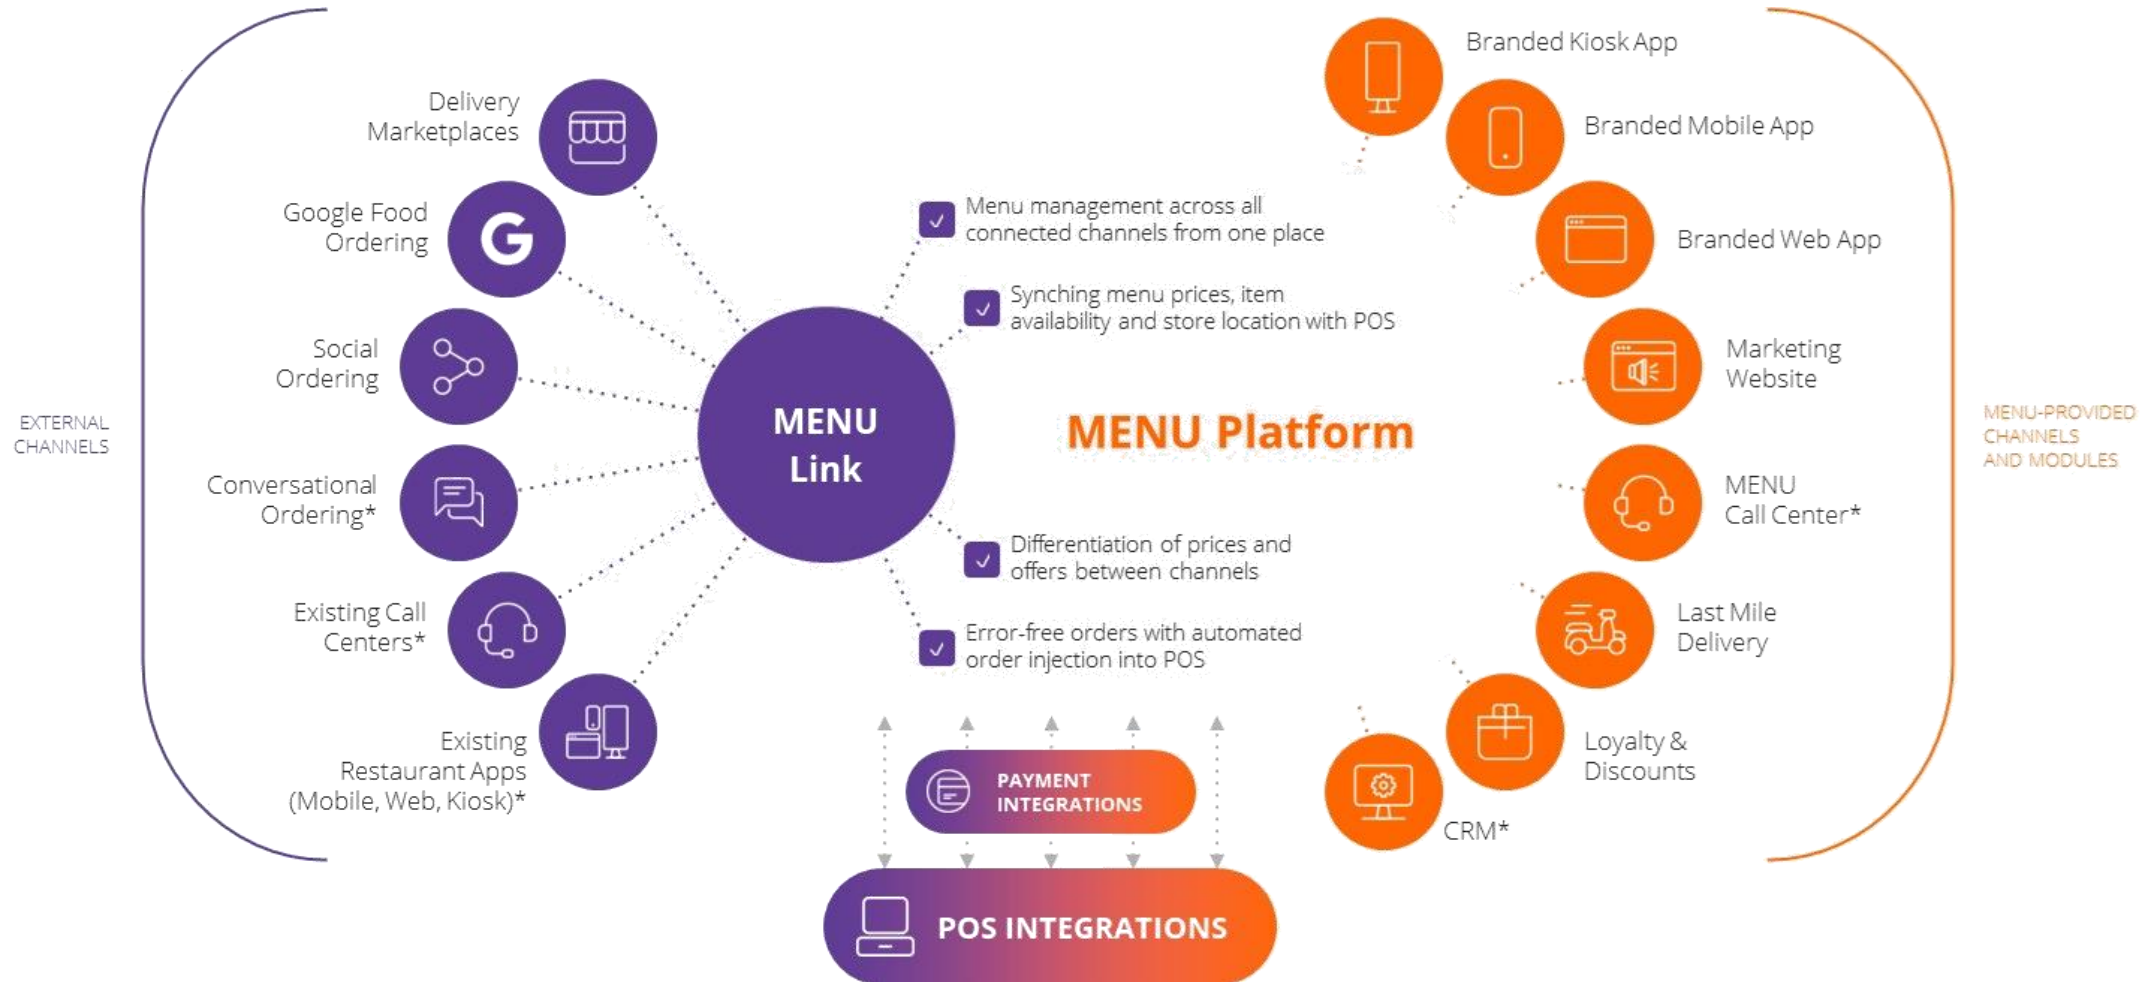 EXTERNAL
CHANNELS
Delivery
Marketplaces
Google Food
Ordering
G
Social
Ordering
Conversational
Ordering*
Existing Call
Centers*
Existing
Restaurant Apps
(Mobile, Web, Kiosk)*
MENU
Link
Menu management across all
connected channels from one place
Synching menu prices, item
availability and store location with POS
MENU Platform
Differentiation of prices and
offers between channels
Error-free orders with automated
order injection into POS
PAYMENT
INTEGRATIONS
POS INTEGRATIONS
Branded Kiosk App
Branded Mobile App
Branded Web App
Marketing
Website
MENU
Call Center*
Last Mile
Delivery
Loyalty &
Discounts
CRM*
MENU-PROVIDED
CHANNELS
AND MODULES